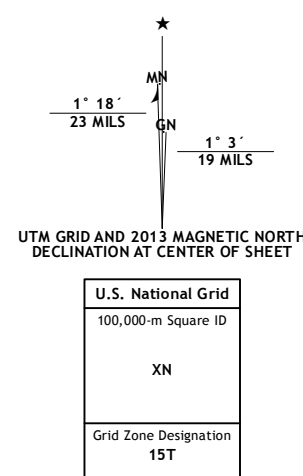 ★
MN
1° 18´
23 MILS
GN
1° 3´
19 MILS
UTM GRID AND 2013 MAGNETIC NORTH
DECLINATION AT CENTER OF SHEET
U.S. National Grid
100,000-m Square ID
XN
Grid Zone Designation
15T